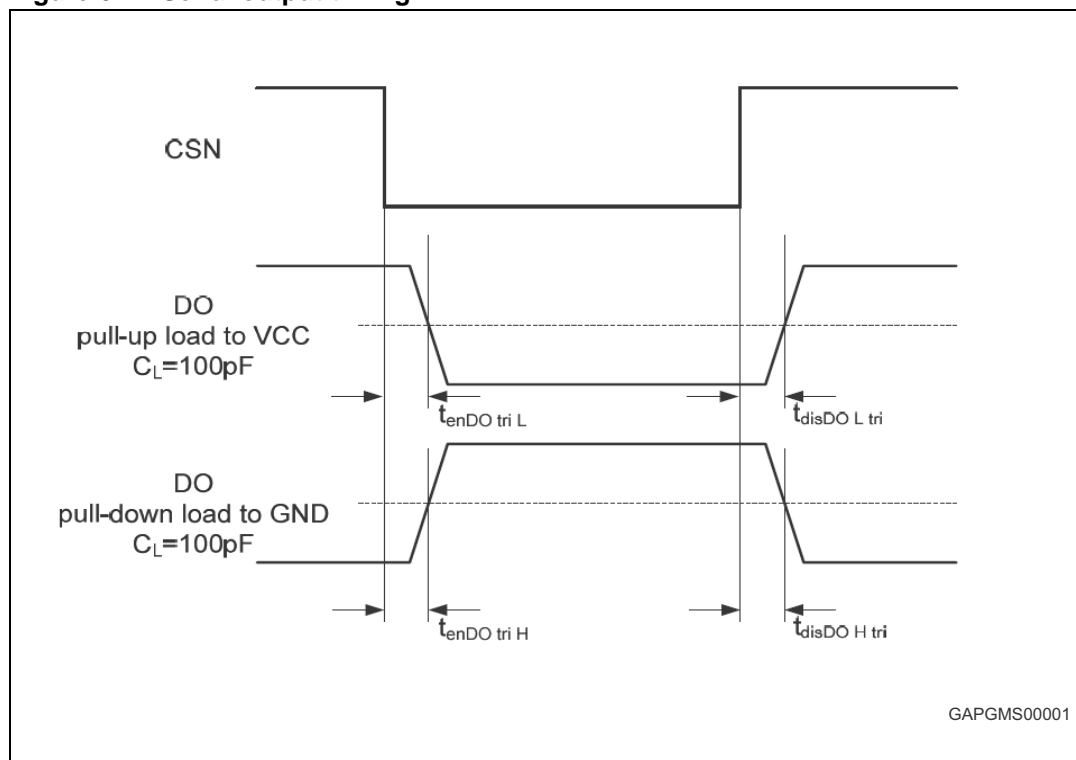 CSN
DO
pull-up load to VCC
CL=100pF
tenDO tri L
tdisDO L tri
DO
pull-down load to GND
CL=100pF
tenDO tri H
tdisDO H tri
GAPGMS00001